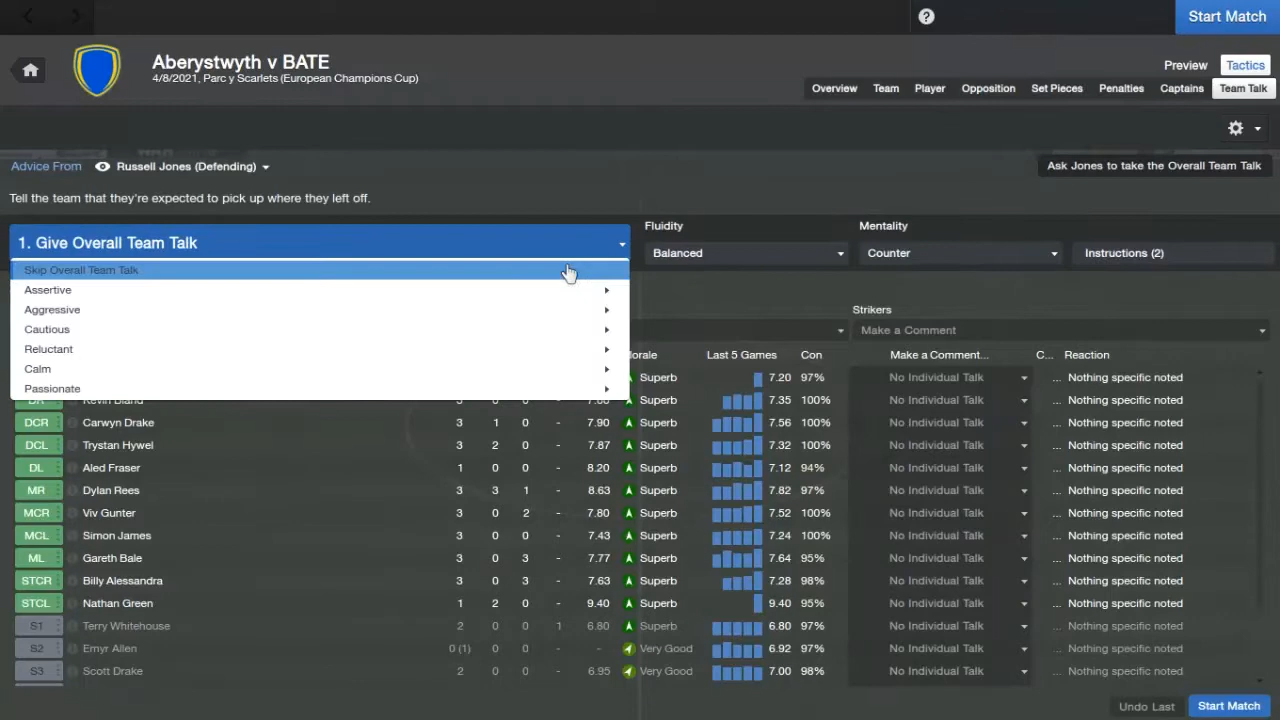 Start Match
Aberystwyth v BATE
4/8/2021, Parc y Scarlets (European Champions Cup)
Preview Tactics
Overview Team Player Opposition Set Pieces Penalties Captains Team Talk
Advice From Russell Jones (Defending)
Ask Jones to take the Overall Team Talk
Tell the team that they're expected to pick up where they left off.
1. Give Overall Team Talk
Fluidity Mentality
Balanced Counter Instructions (2)
Skip Overall Team Talk
Assertive
Aggressive
Cautious
Reluctant
Calm
Passionate
Strikers
Make a Comment
Last 5 Games Con Make a Comment... C... Reaction
Superb 7.20 97% No Individual Talk ... Nothing specific noted
Superb 7.35 100% No Individual Talk ... Nothing specific noted
DCR Carwyn Drake 3 1 0 - 7.90 Superb 7.56 100% No Individual Talk ... Nothing specific noted
DCL Trystan Hywel 3 2 0 - 7.87 Superb 7.32 100% No Individual Talk ... Nothing specific noted
DL Aled Fraser 1 0 0 - 8.20 Superb 7.12 94% No Individual Talk ... Nothing specific noted
MR Dylan Rees 3 3 1 - 8.63 Superb 7.82 97% No Individual Talk ... Nothing specific noted
MCR Viv Gunter 3 0 2 - 7.80 Superb 7.52 100% No Individual Talk ... Nothing specific noted
MCL Simon James 3 0 0 - 7.43 Superb 7.24 100% No Individual Talk ... Nothing specific noted
ML Gareth Bale 3 0 3 - 7.77 Superb 7.64 95% No Individual Talk ... Nothing specific noted
STCR Billy Alessandra 3 0 3 - 7.63 Superb 7.28 98% No Individual Talk ... Nothing specific noted
STCL Nathan Green 1 2 0 - 9.40 Superb 9.40 95% No Individual Talk ... Nothing specific noted
S1 Terry Whitehouse 2 0 0 1 6.80 Superb 6.80 97% No Individual Talk ... Nothing specific noted
S2 Emyr Allen 0 (1) 0 0 - - Very Good 6.92 97% No Individual Talk ... Nothing specific noted
S3 Scott Drake 2 0 0 - 6.95 Very Good 7.00 98% No Individual Talk ... Nothing specific noted
Undo Last Start Match